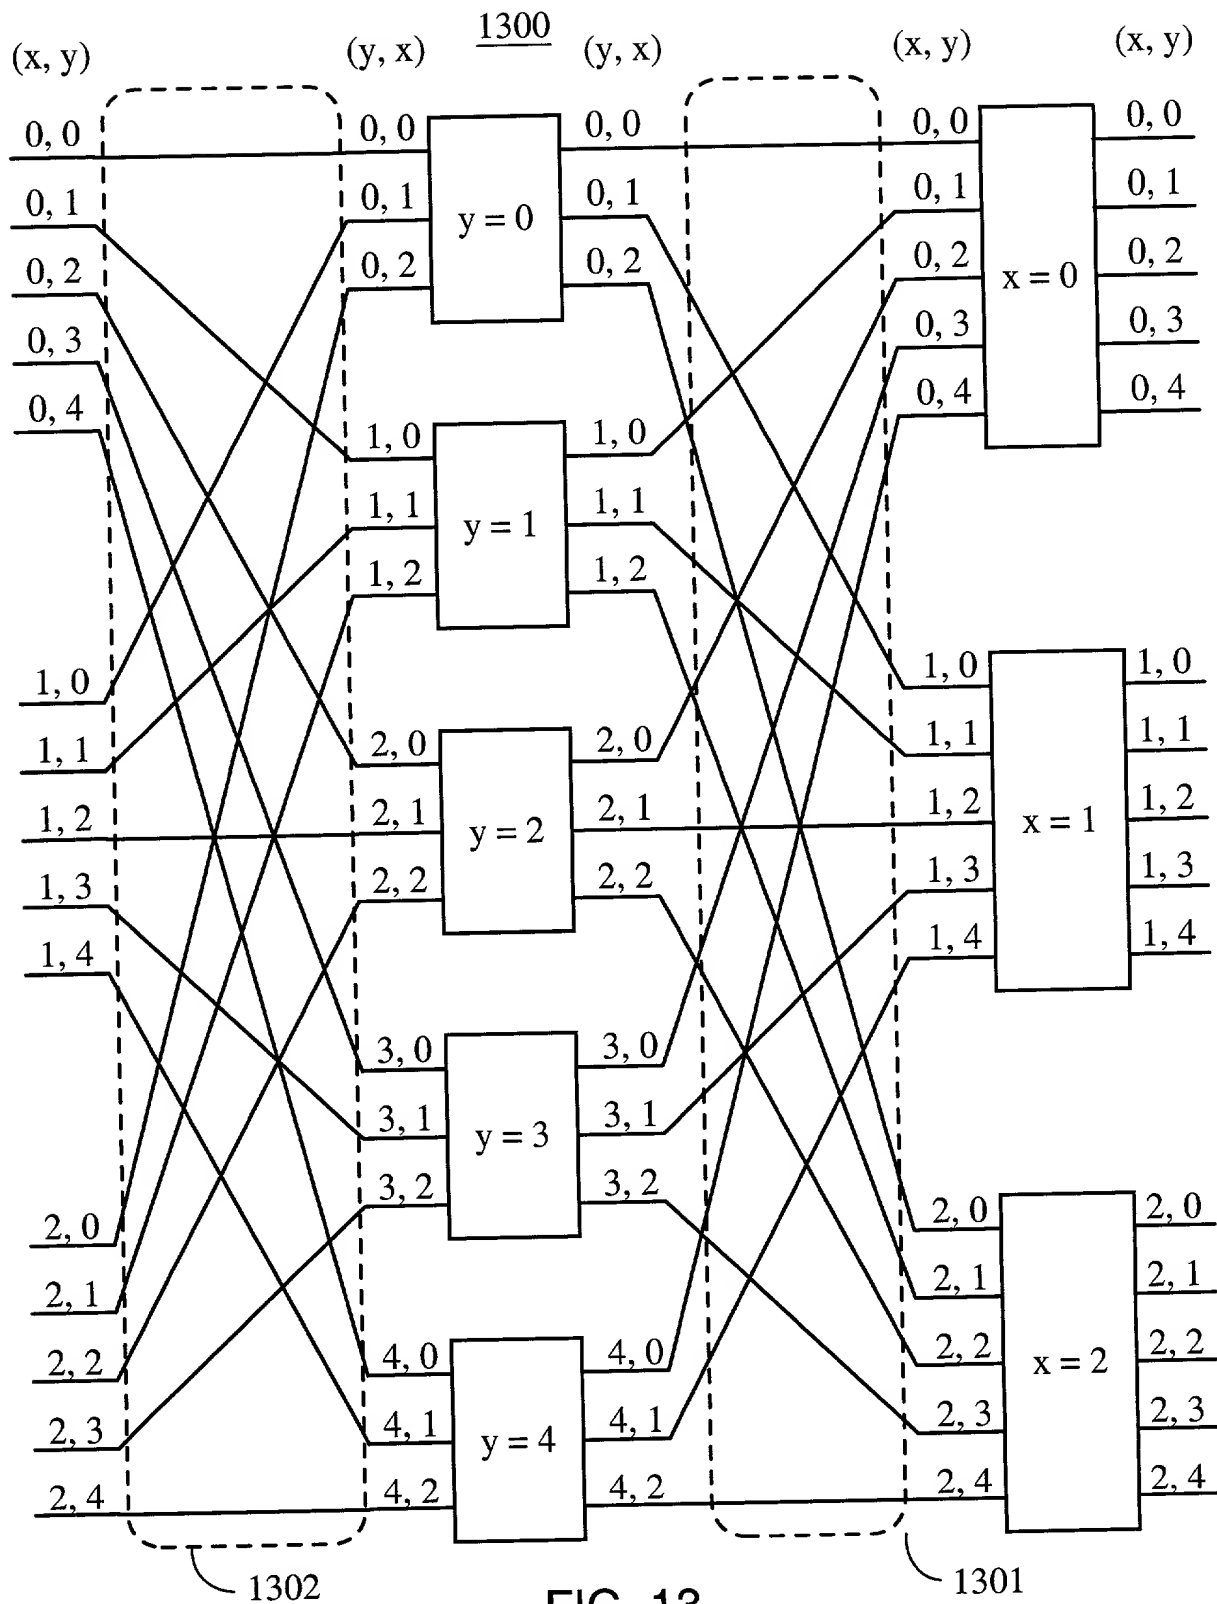 1300
(x, y) (y, x) (y, x) (x, y) (x, y)
0, 0 0, 0 0, 0 0, 0 0, 0
0, 1 0, 1 0, 1 0, 1 0, 1
y = 0
0, 2 0, 2 0, 2 0, 2 0, 2
x = 0
0, 3 0, 3 0, 3
0, 4 0, 4 0, 4
1, 0 1, 0
1, 1 1, 1
y = 1
1, 2 1, 2
1, 0 1, 0 1, 0
1, 1 1, 1 1, 1
2, 0 2, 0
1, 2 2, 1 2, 1 1, 2 1, 2
y = 2 x = 1
1, 3 2, 2 2, 2 1, 3 1, 3
1, 4 1, 4 1, 4
3, 0 3, 0
3, 1 3, 1
y = 3
3, 2 3, 2
2, 0 2, 0 2, 0
2, 1 2, 1 2, 1
2, 2 4, 0 4, 0 2, 2 2, 2
x = 2
2, 3 4, 1 4, 1 2, 3 2, 3
y = 4
2, 4 4, 2 4, 2 2, 4 2, 4
1302 1301
FIG. 13